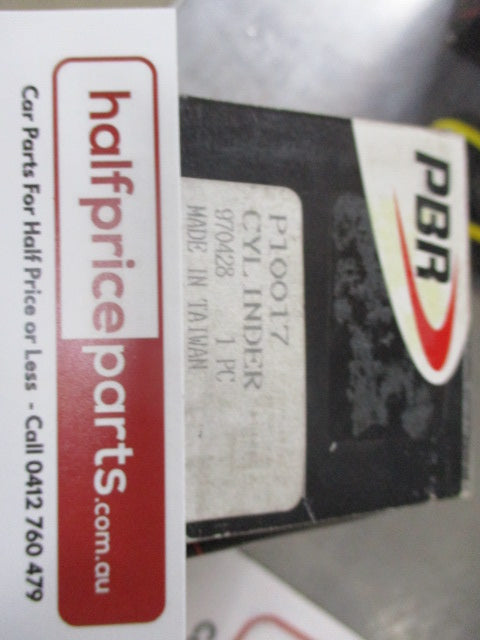 PBR
P10017
CYLINDER
970428 1 PC
MADE IN TAIWAN
halfpriceparts.com.au
Car Parts For Half Price or Less - Call 0412 760 479